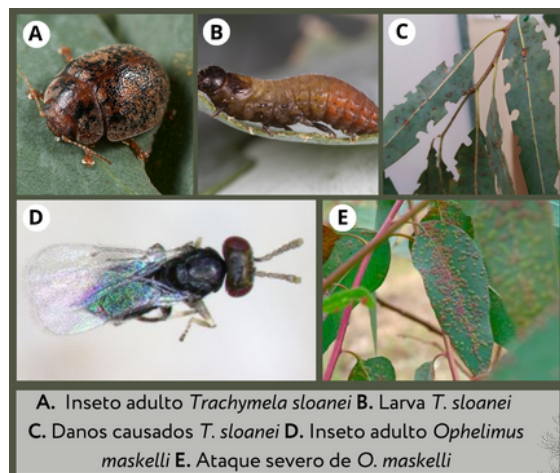 A
B
C
D
E
A. Inseto adulto Trachymela sloanei B. Larva T. sloanei
C. Danos causados T. sloanei D. Inseto adulto Ophelimus
maskelli E. Ataque severo de O. maskelli